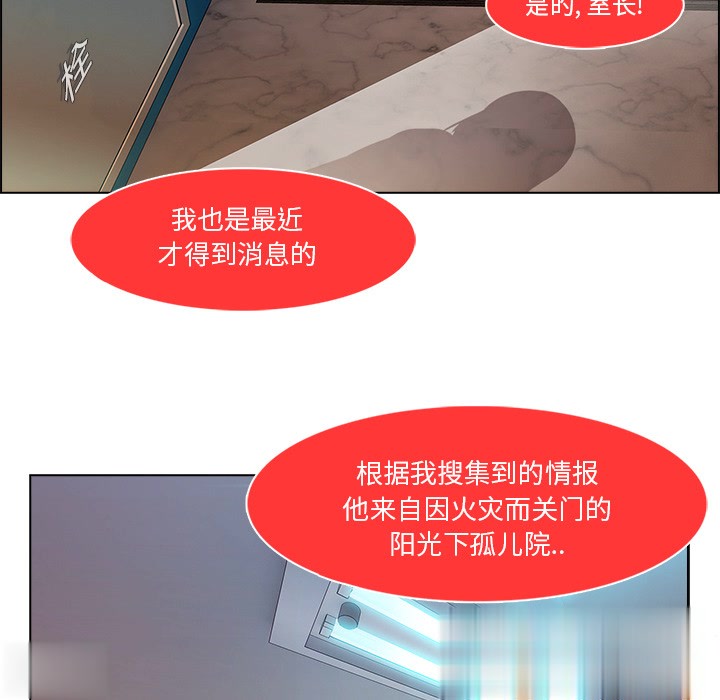 是的, 室长!
栓
我也是最近
才得到消息的
根据我搜集到的情报
他来自因火灾而关门的
阳光下孤儿院..